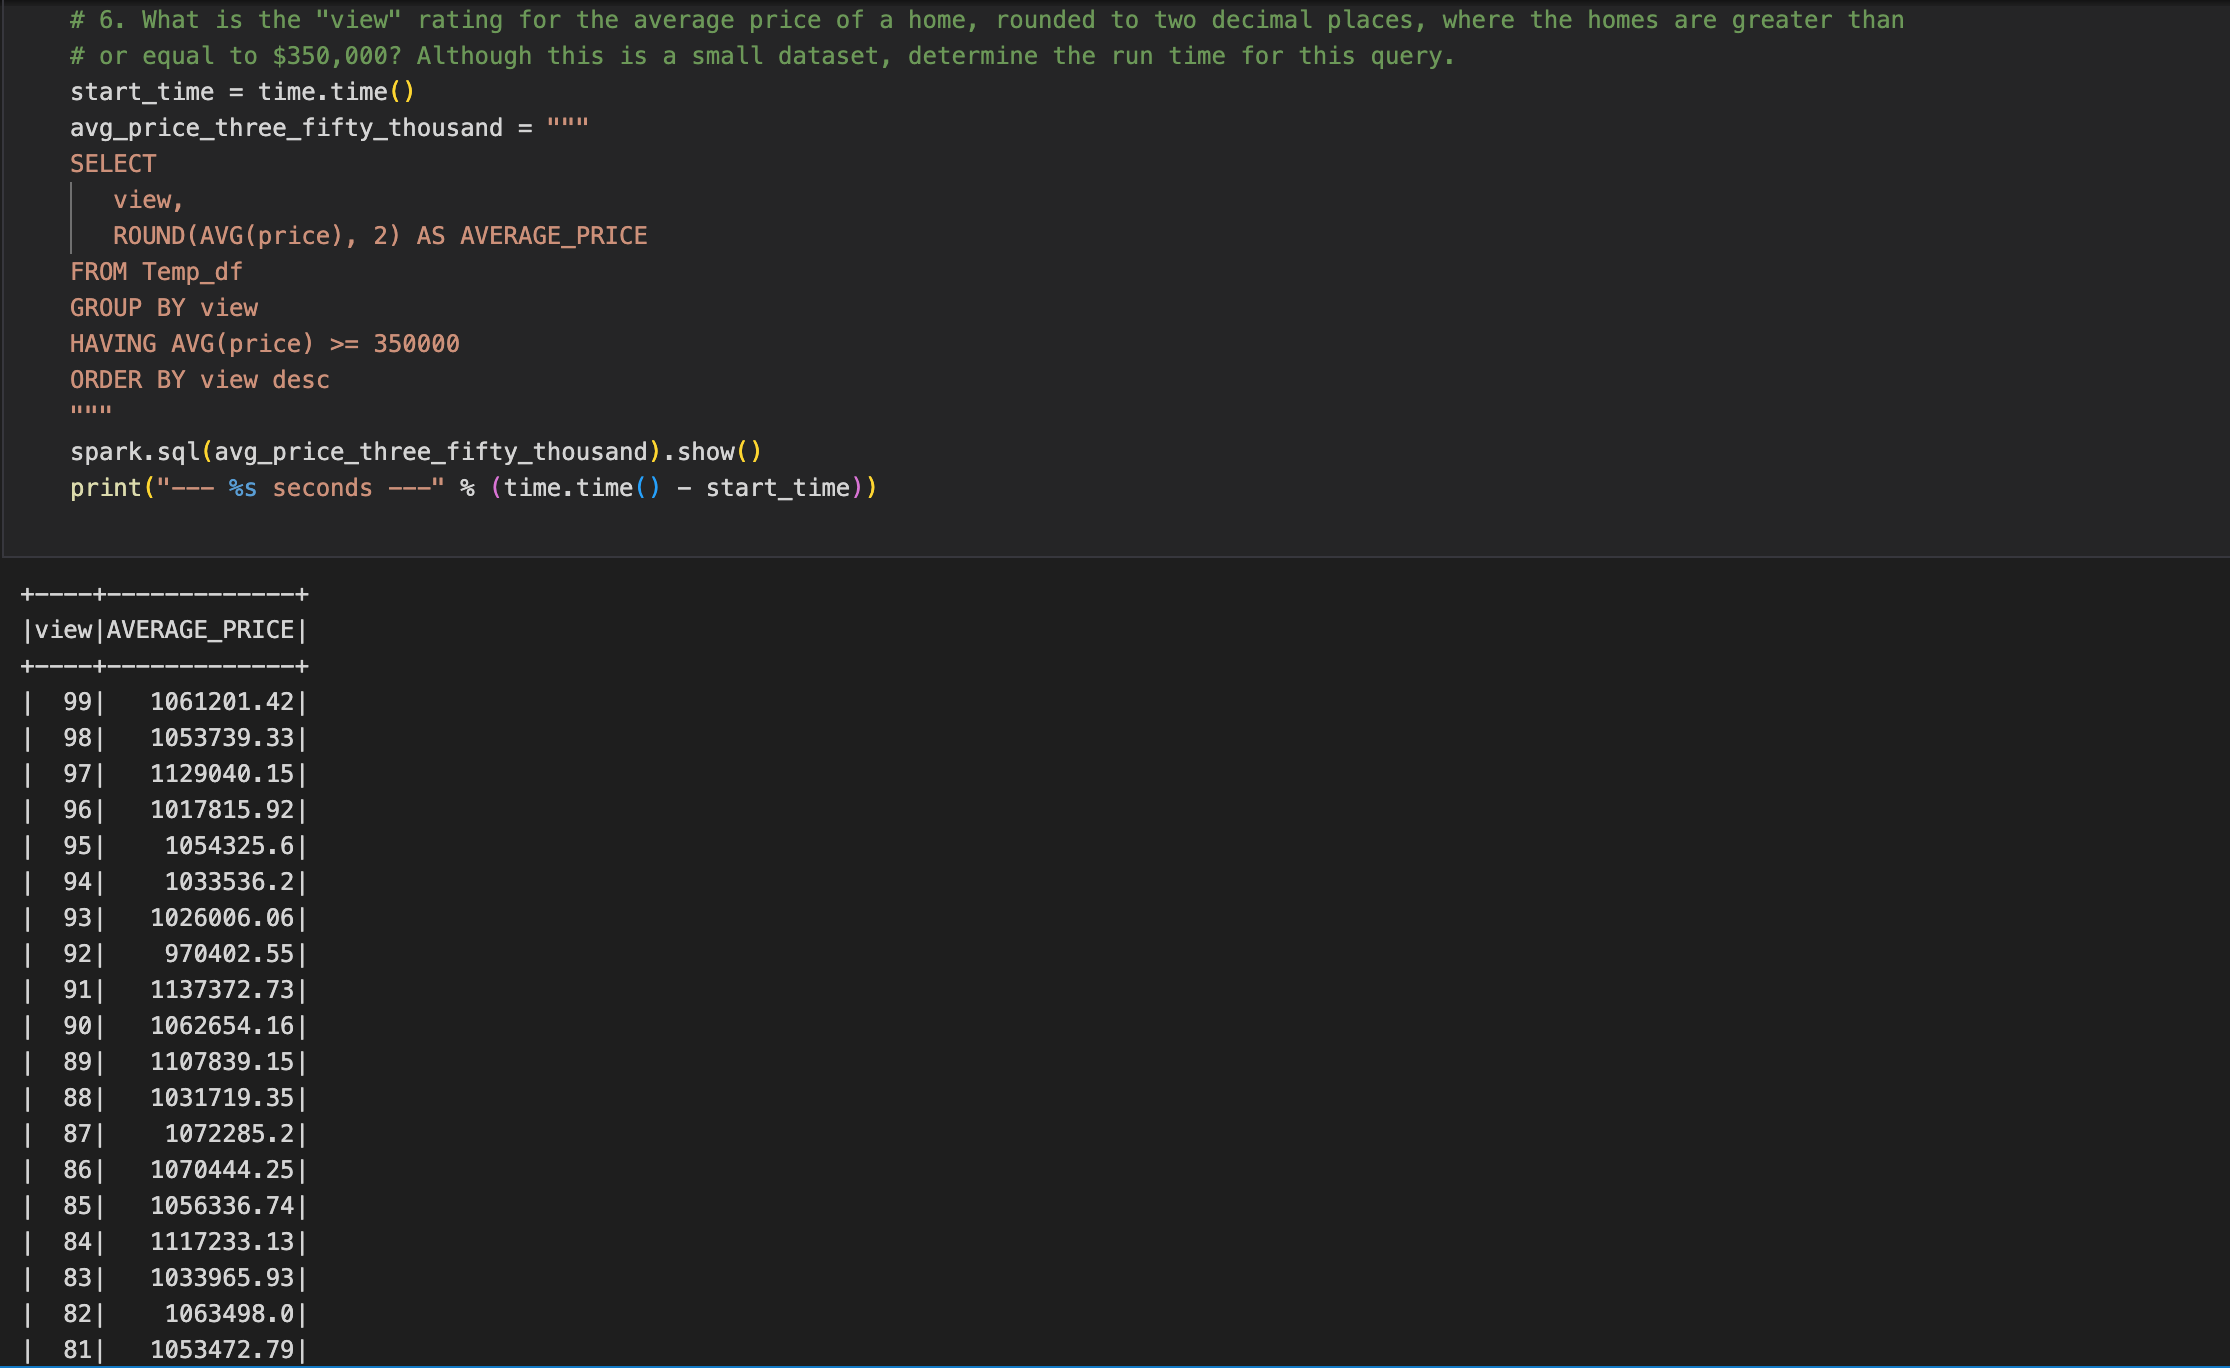 # 6. What is the "view" rating for the average price of a home, rounded to two decimal places, where the homes are greater than
# or equal to $350,000? Although this is a small dataset, determine the run time for this query.
start_time = time.time()
avg_price_three_fifty_thousand = """
SELECT
   view,
   ROUND(AVG(price), 2) AS AVERAGE_PRICE
FROM Temp_df
GROUP BY view
HAVING AVG(price) >= 350000
ORDER BY view desc
"""
spark.sql(avg_price_three_fifty_thousand).show()
print("--- %s seconds ---" % (time.time() - start_time))
+----+-------------+
|view|AVERAGE_PRICE|
+----+-------------+
|  99|   1061201.42|
|  98|   1053739.33|
|  97|   1129040.15|
|  96|   1017815.92|
|  95|    1054325.6|
|  94|    1033536.2|
|  93|   1026006.06|
|  92|    970402.55|
|  91|   1137372.73|
|  90|   1062654.16|
|  89|   1107839.15|
|  88|   1031719.35|
|  87|    1072285.2|
|  86|   1070444.25|
|  85|   1056336.74|
|  84|   1117233.13|
|  83|   1033965.93|
|  82|    1063498.0|
|  81|   1053472.79|